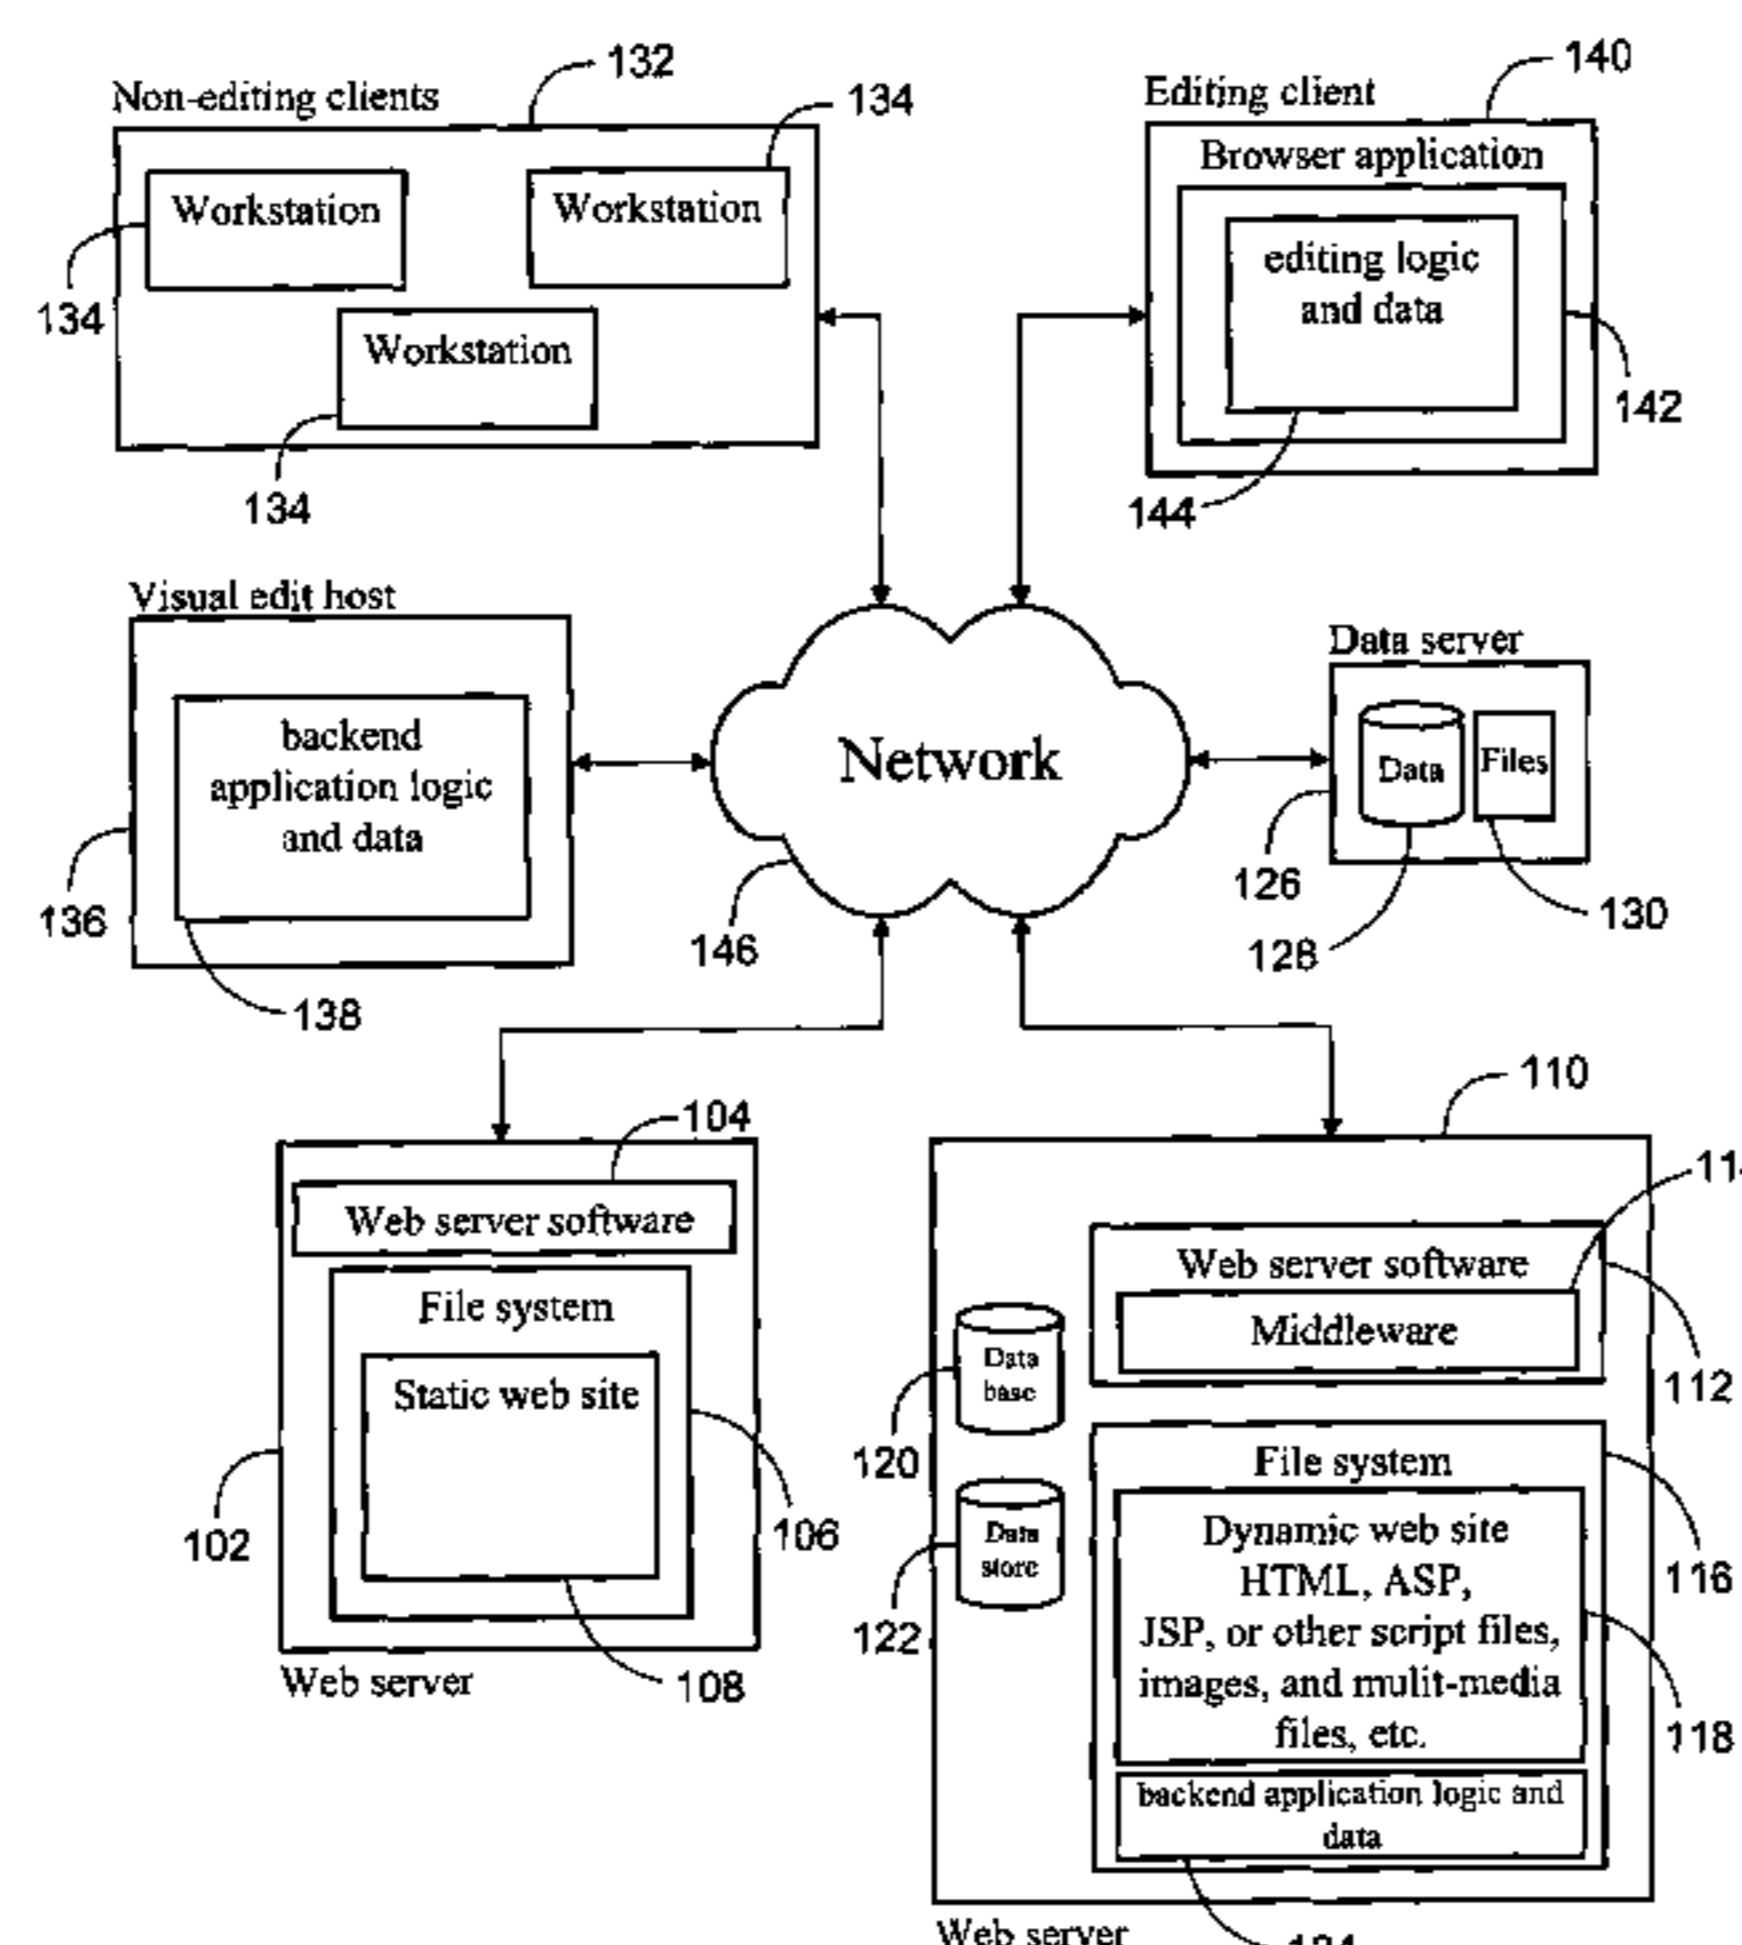 132
Non-editing clients
134
Workstation
Workstation
134
Workstation
134
140
Editing client
Browser application
editing logic
and data
142
144
Visual edit host
backend
application logic
and data
136
138
Network
146
Data server
Data
Files
126
128
130
104
Web server software
File system
Static web site
102
106
108
Web server
110
Web server software
Middleware
112
Data
base
120
File system
Data
store
122
116
Dynamic web site
HTML, ASP,
JSP, or other script files,
images, and mulit-media
files, etc.
118
backend application logic and
data
Web server